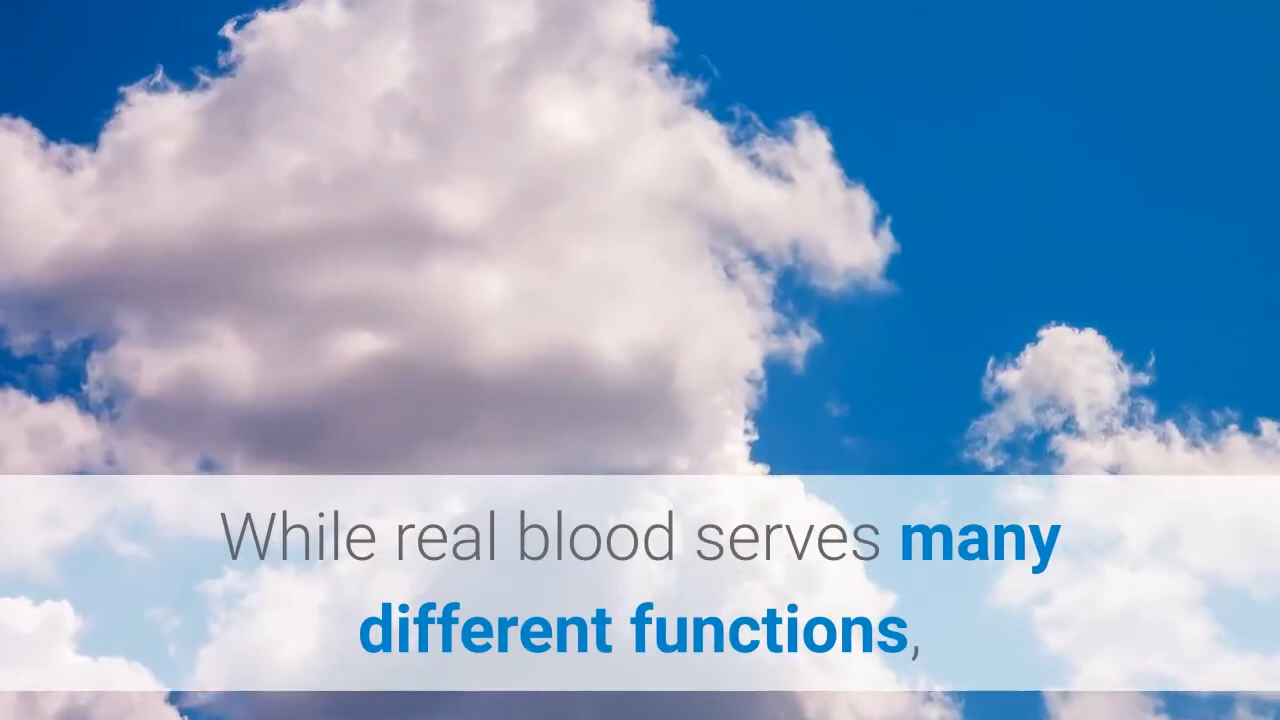 While real blood serves many
different functions,